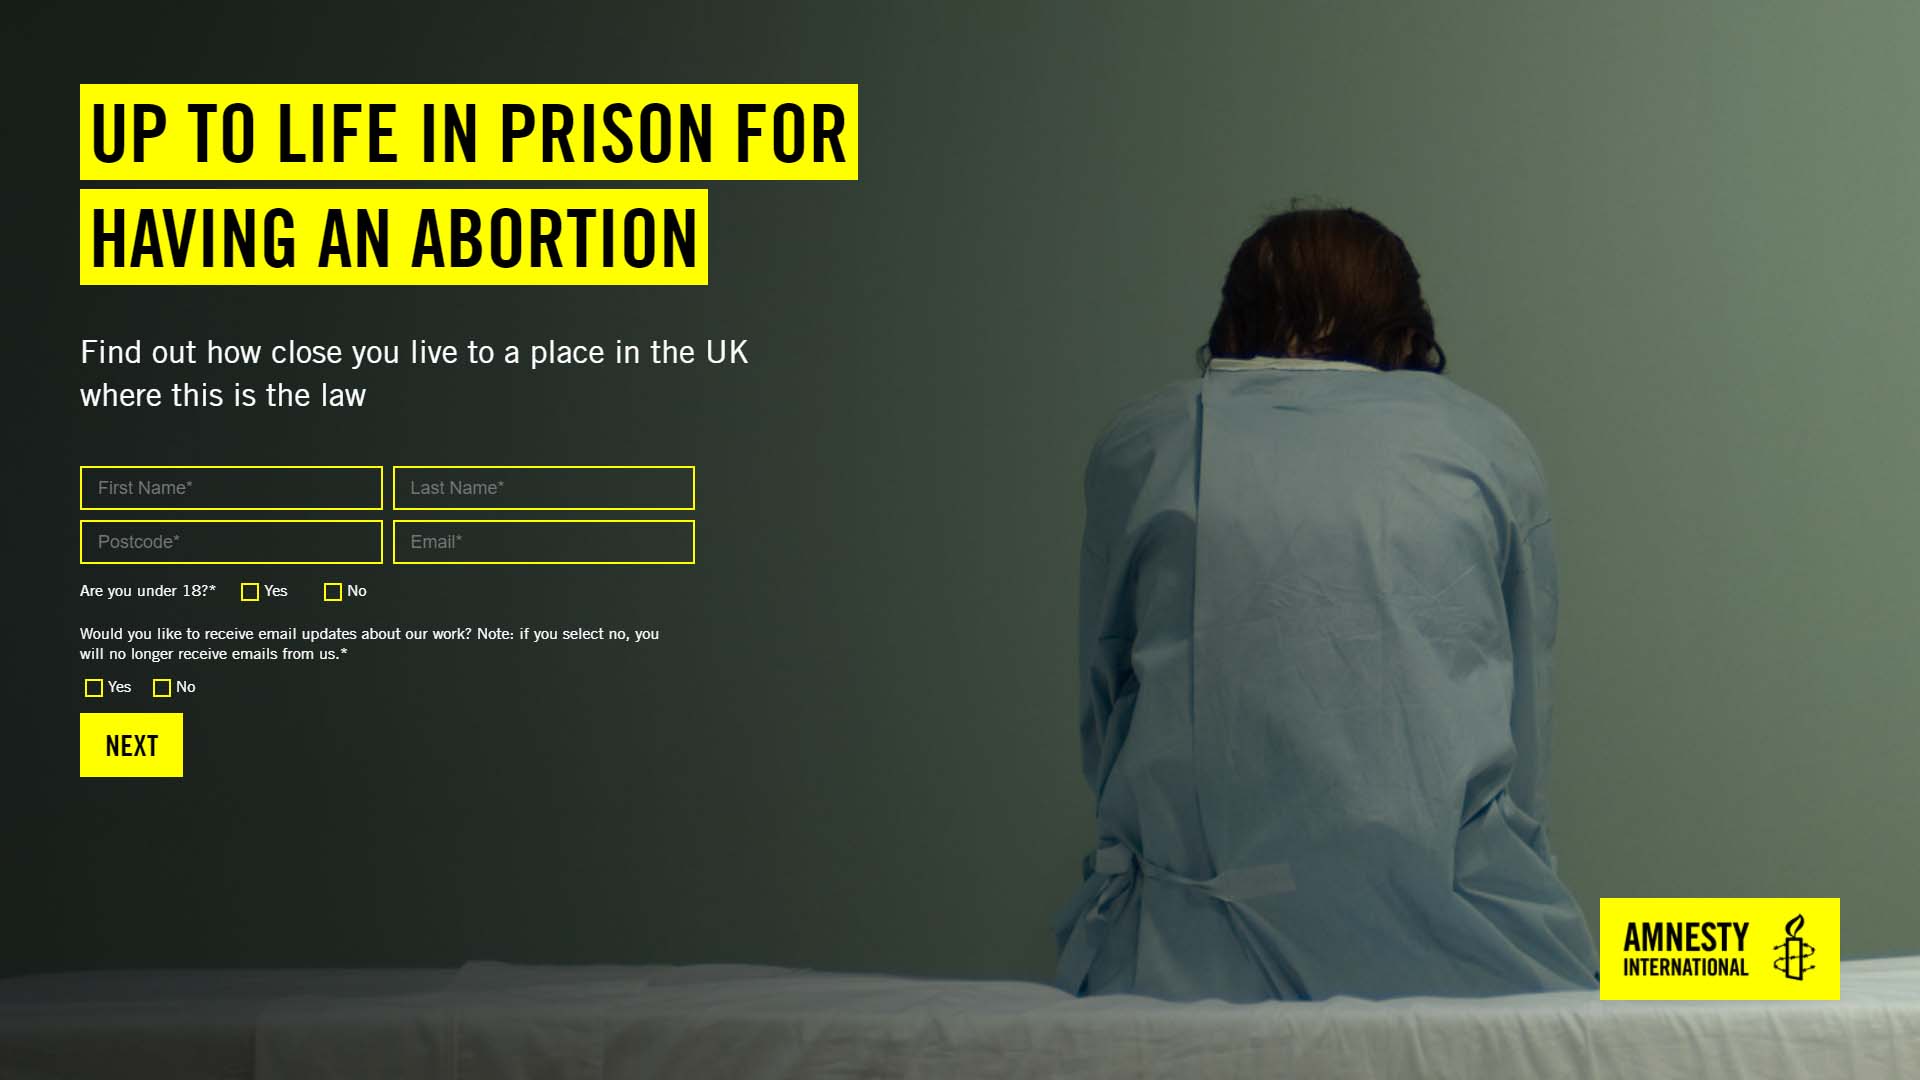 UP TO LIFE IN PRISON FOR
HAVING AN ABORTION
Find out how close you live to a place in the UK
where this is the law
First Name*
Last Name*
Postcode*
Email*
Are you under 18?* Yes No
Would you like to receive email updates about our work? Note: if you select no, you
will no longer receive emails from us.*
Yes No
NEXT
AMNESTY
INTERNATIONAL